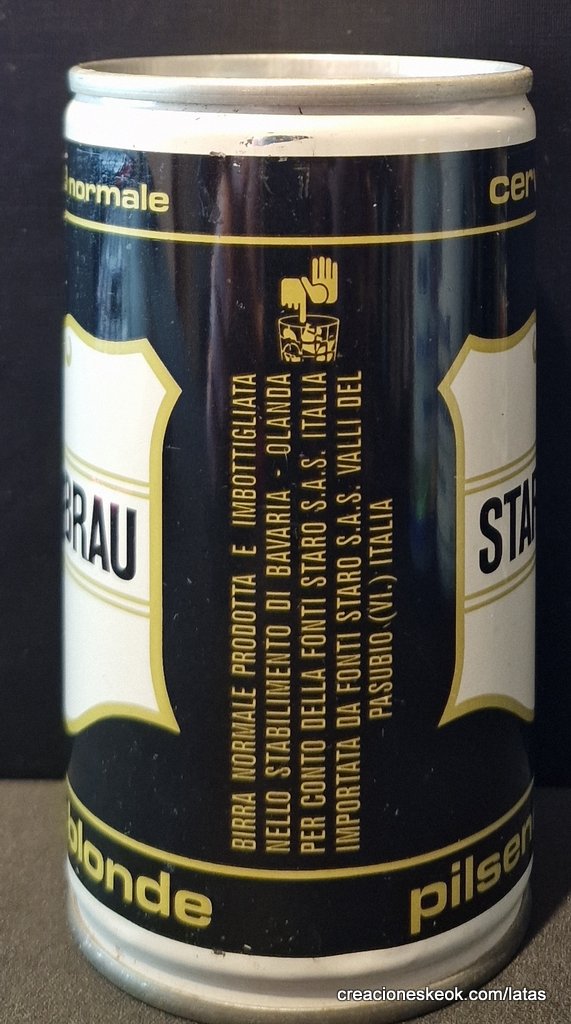 normale
cer
BIRRA NORMALE PRODOTTA E IMBOTTIGLIATA
NELLO STABILIMENTO DI BAVARIA - OLANDA
PER CONTO DELLA FONTI STARO S.A.S. ITALIA
IMPORTATA DA FONTI STARO S.A.S. VALLI DEL
PASUBIO (VI.) ITALIA
BRAU
STAR
blonde
pilsen
creacioneskeok.com/latas